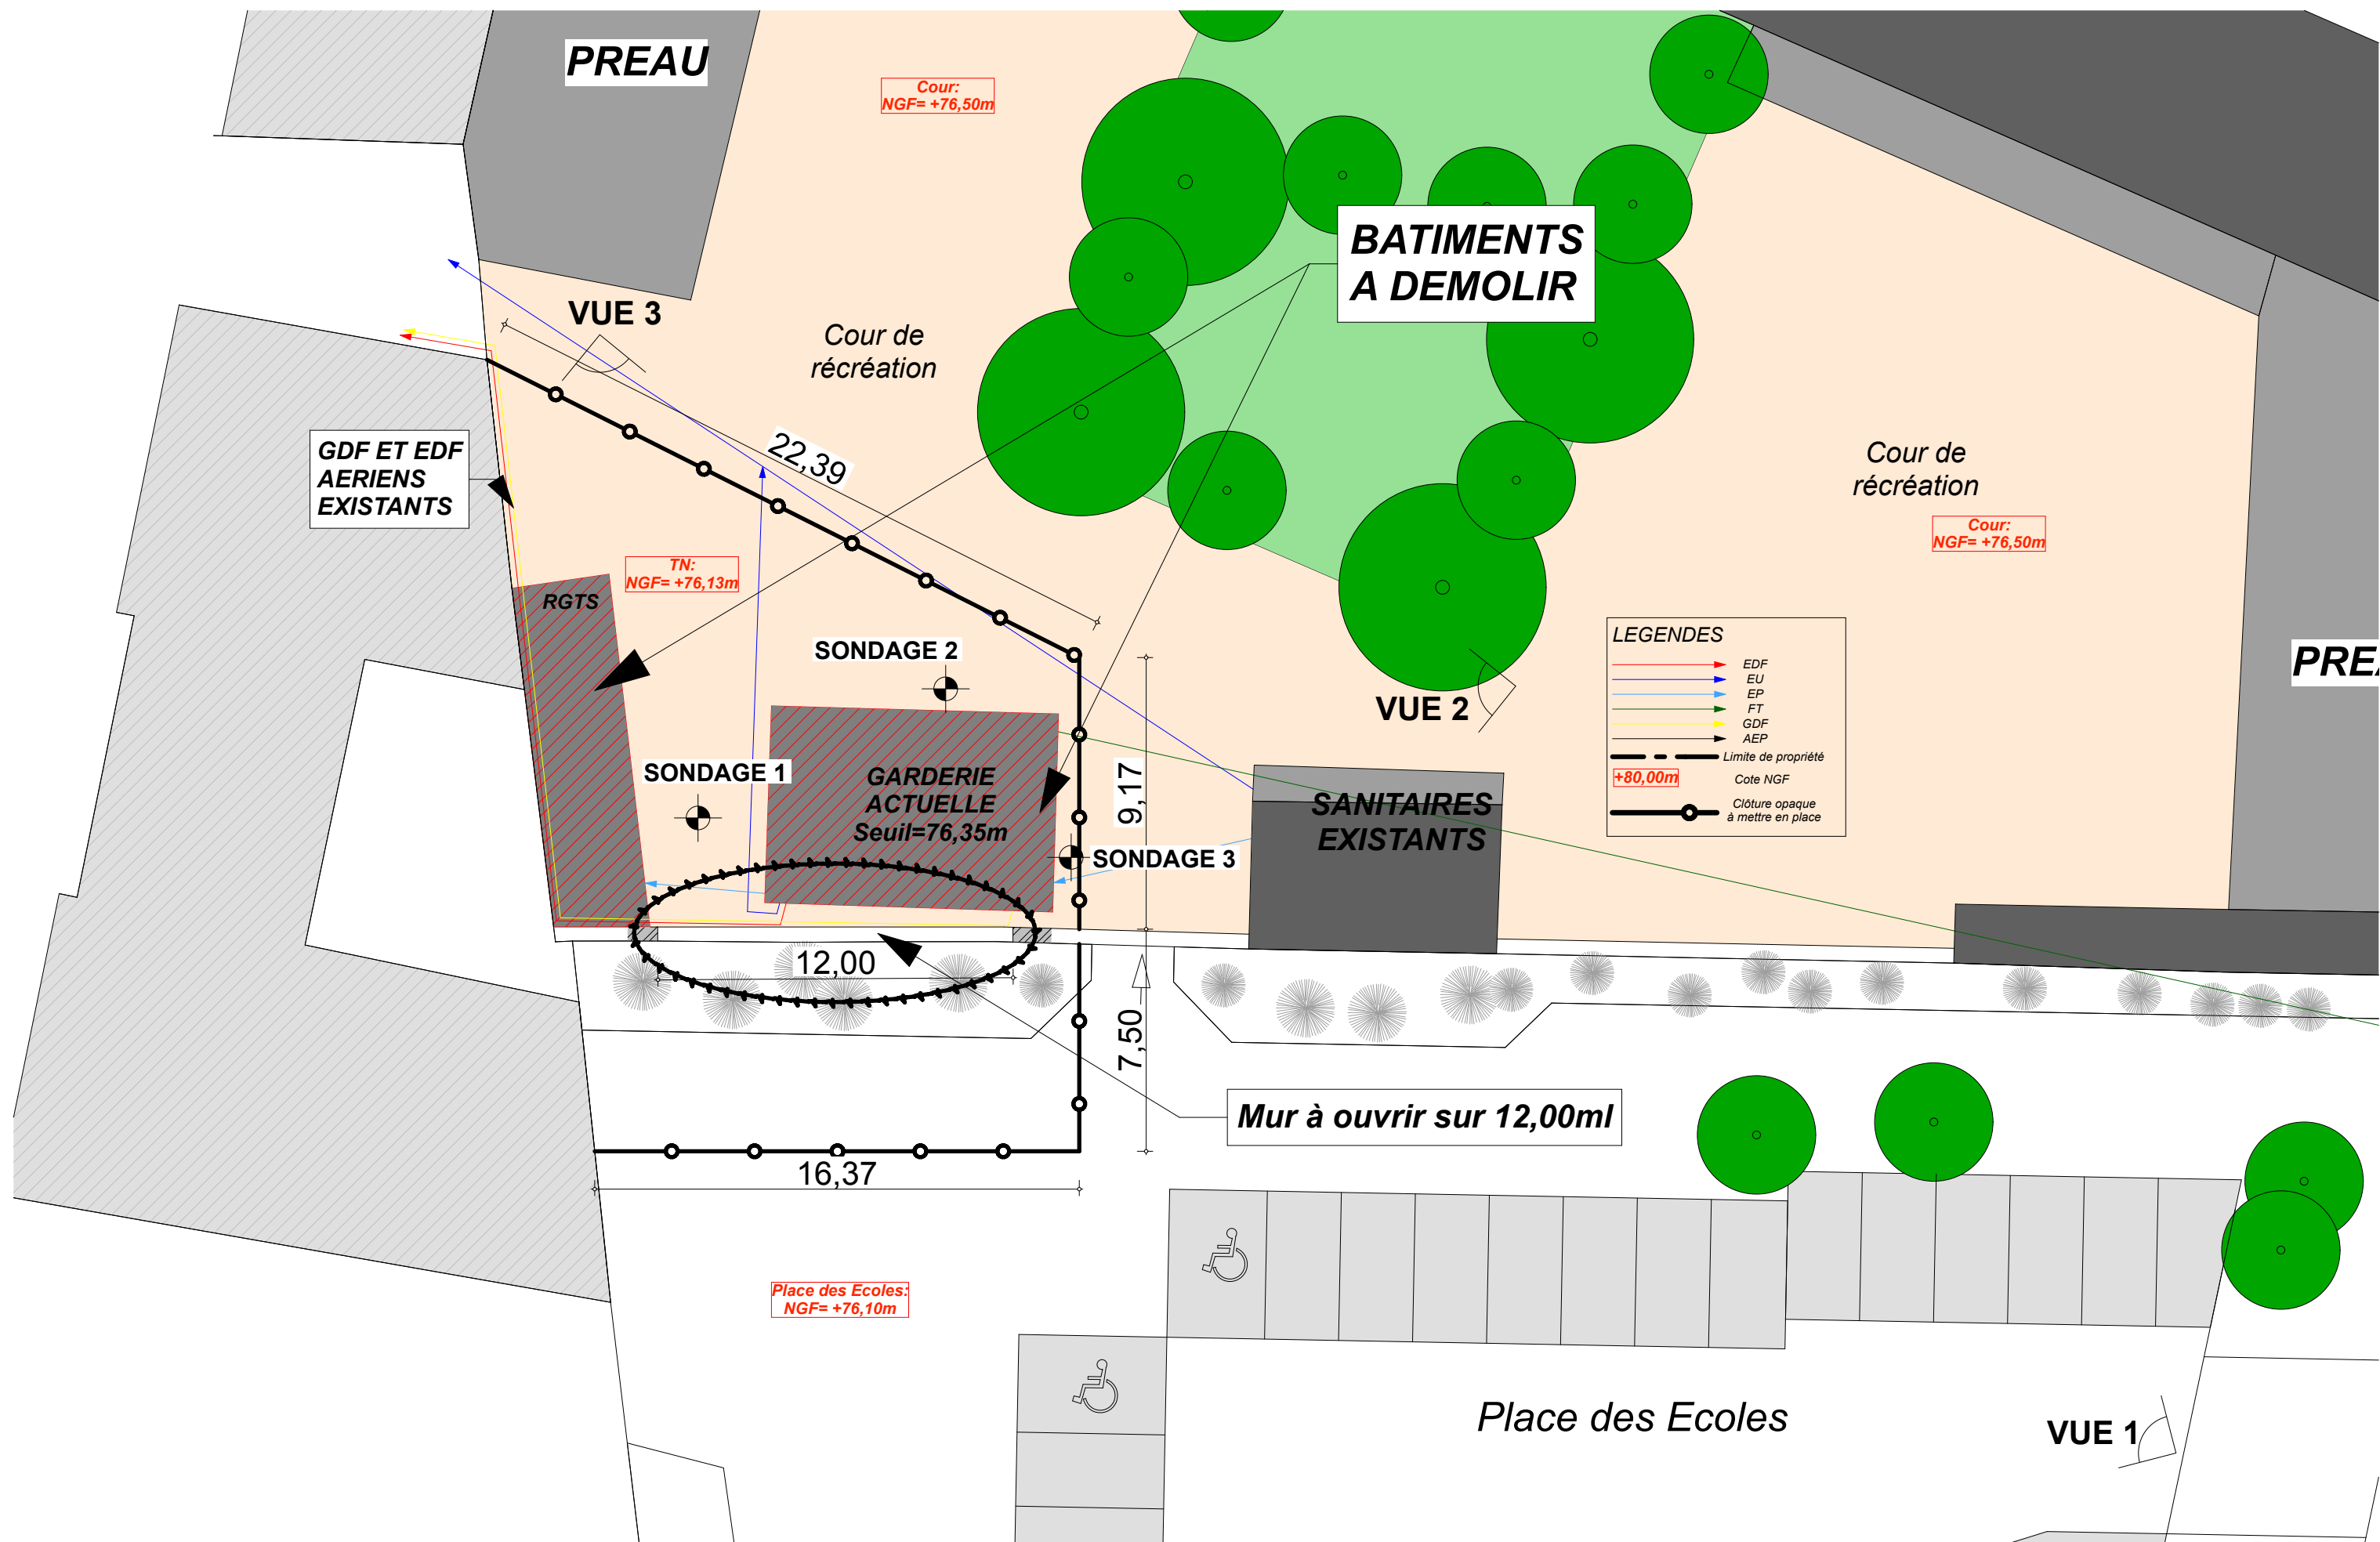 PREAU
Cour:
NGF= +76,50m
BATIMENTS
A DEMOLIR
VUE 3
Cour de
récréation
22,39
GDF ET EDF
AERIENS
EXISTANTS
Cour de
récréation
Cour:
NGF= +76,50m
TN:
NGF= +76,13m
RGTS
SONDAGE 2
LEGENDES
EDF
EU
EP
FT
GDF
AEP
Limite de propriété
+80,00m
Cote NGF
Clôture opaque
à mettre en place
PREA
VUE 2
SONDAGE 1
GARDERIE
ACTUELLE
Seuil=76,35m
9,17
SANITAIRES
EXISTANTS
SONDAGE 3
12,00
7,50
Mur à ouvrir sur 12,00ml
16,37
Place des Ecoles:
NGF= +76,10m
Place des Ecoles
VUE 1